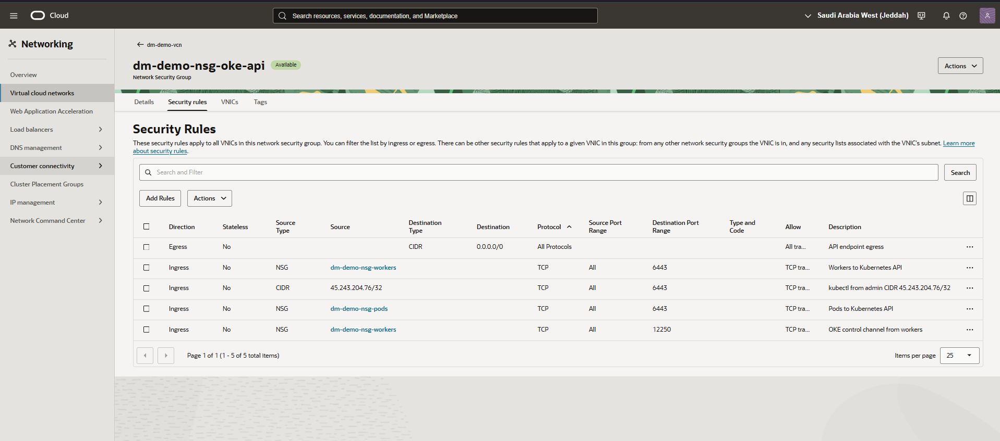 Cloud
Search resources, services, documentation, and Marketplace
Saudi Arabia West (Jeddah)
Networking
Overview
Virtual cloud networks
Web Application Acceleration
Load balancers
DNS management
Customer connectivity
Cluster Placement Groups
IP management
Network Command Center
dm-demo-vcn
dm-demo-nsg-oke-api
Available
Network Security Group
Actions
Details
Security rules
VNICs
Tags
Security Rules
These security rules apply to all VNICs in this network security group. You can filter the list by ingress or egress. There can be other security rules that apply to a given VNIC in this group: from any other network security groups the VNIC is in, and any security lists associated with the VNIC's subnet. Learn more
about security rules.
Search and Filter
Search
Add Rules
Actions
Direction Stateless Source Type Source Destination Type Destination Protocol Source Port Range Destination Port Range Type and Code Allow Description
Egress No CIDR 0.0.0.0/0 All Protocols All tra... API endpoint egress
Ingress No NSG dm-demo-nsg-workers TCP All 6443 TCP tra... Workers to Kubernetes API
Ingress No CIDR 45.243.204.76/32 TCP All 6443 TCP tra... kubectl from admin CIDR 45.243.204.76/32
Ingress No NSG dm-demo-nsg-pods TCP All 6443 TCP tra... Pods to Kubernetes API
Ingress No NSG dm-demo-nsg-workers TCP All 12250 TCP tra... OKE control channel from workers
Page 1 of 1 (1 - 5 of 5 total items)
Items per page 25